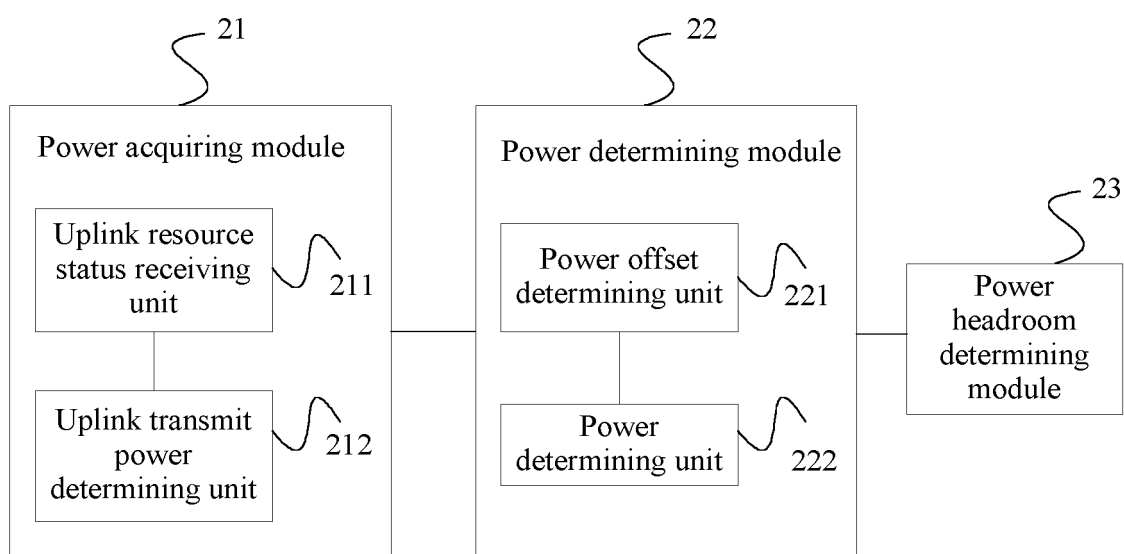 21
22
Power acquiring module
Uplink resource
status receiving
unit
211
Uplink transmit
power
determining unit
212
Power determining module
Power offset
determining unit
221
Power
determining unit
222
23
Power
headroom
determining
module